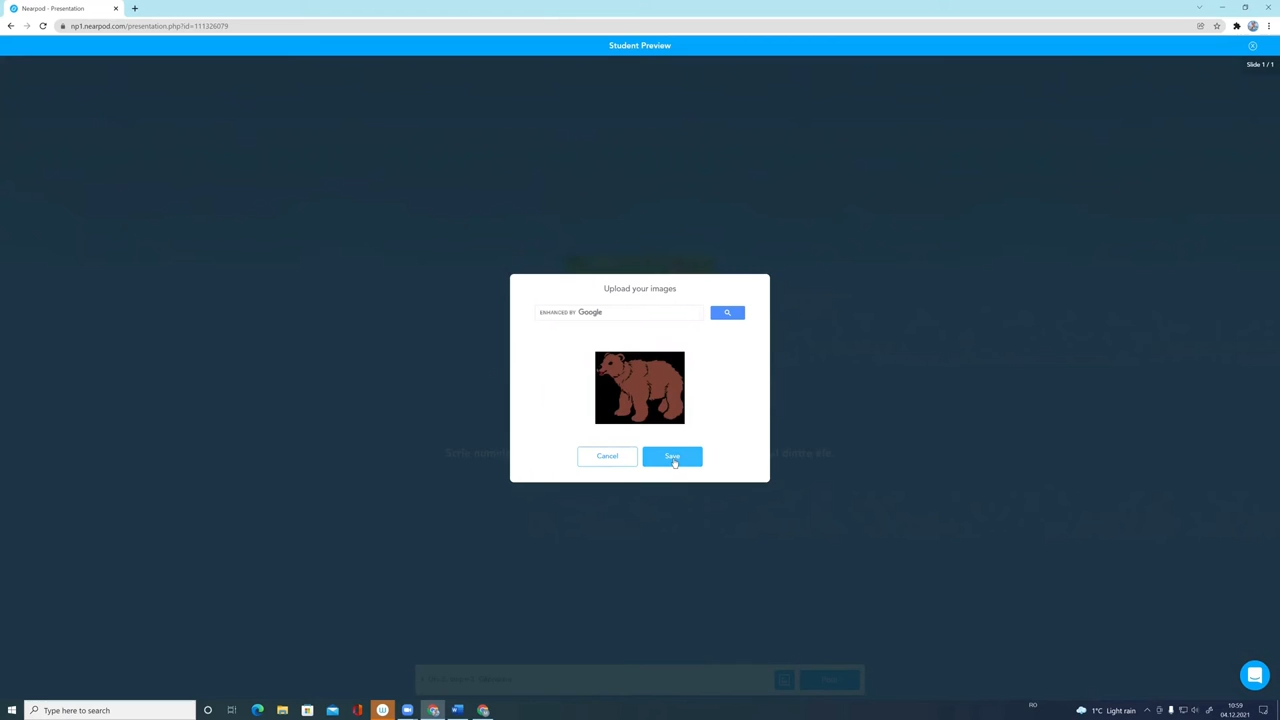 Nearpod - Presentation
np1.nearpod.com/presentation.php?id=111326079
Student Preview
Slide 1 / 1
Upload your images
ENHANCED BY Google
Cancel
Save
Type here to search
RO
1°C Light rain
10:59
04.12.2021